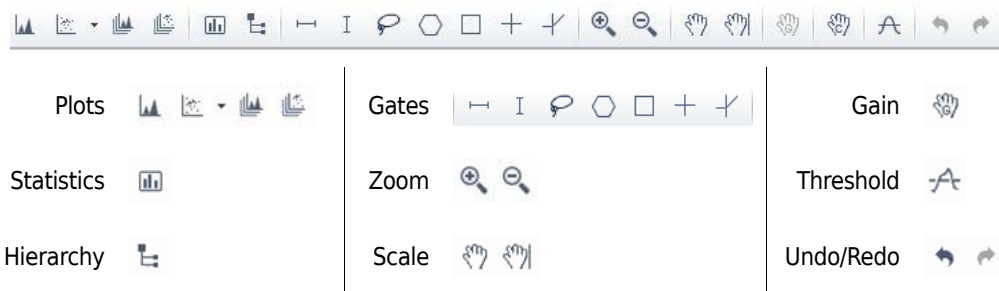 Plots
Gates
Gain
Statistics
Zoom
Threshold
Hierarchy
Scale
Undo/Redo